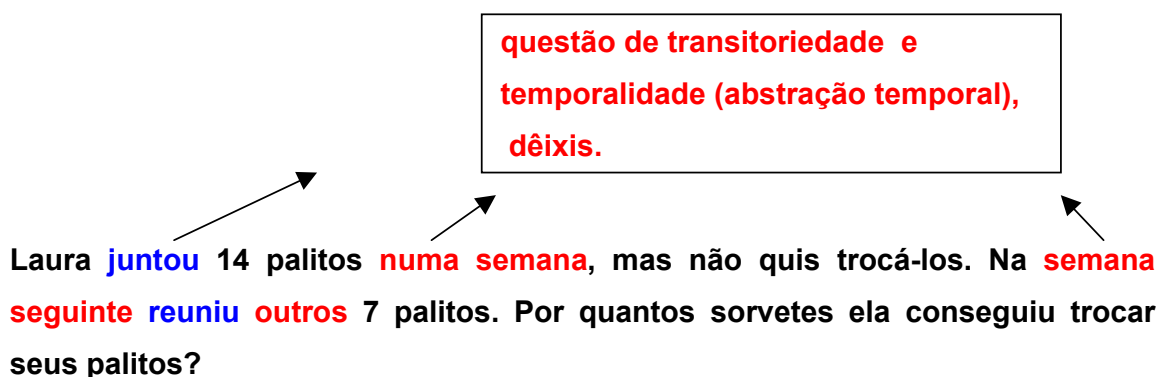 questão de transitoriedade e
temporalidade (abstração temporal),
dêixis.
Laura juntou 14 palitos numa semana, mas não quis trocá-los. Na semana
seguinte reuniu outros 7 palitos. Por quantos sorvetes ela conseguiu trocar
seus palitos?